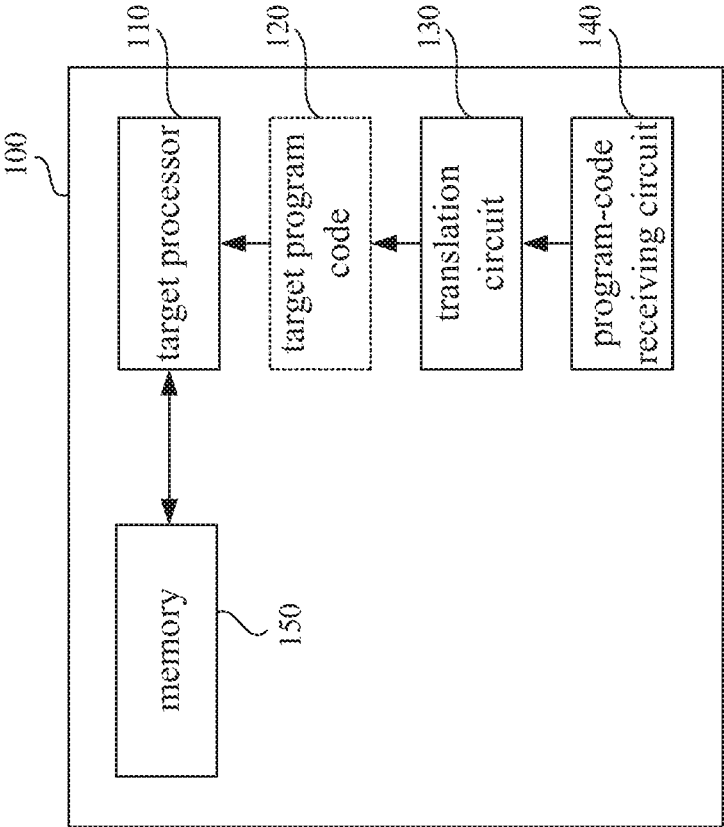 100
110
target processor
120
target program
code
130
translation
circuit
140
program-code
receiving circuit
memory
150